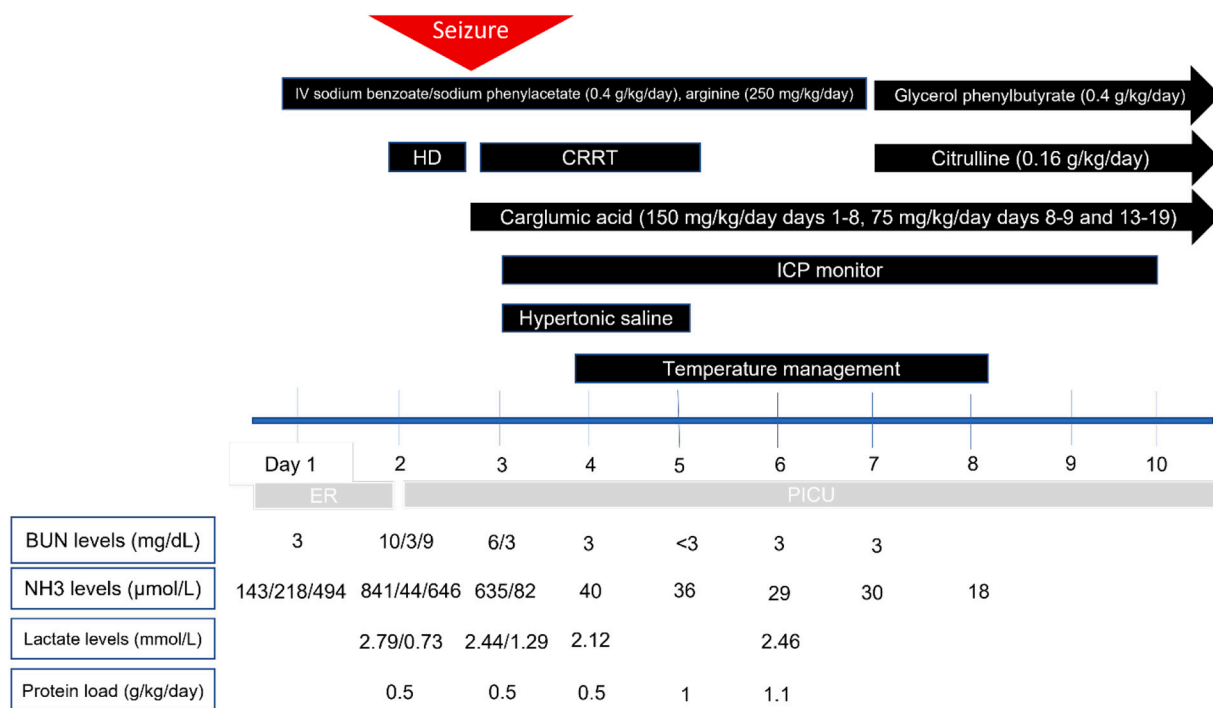 Seizure
IV sodium benzoate/sodium phenylacetate (0.4 g/kg/day), arginine (250 mg/kg/day)
Glycerol phenylbutyrate (0.4 g/kg/day)
HD
CRRT
Citrulline (0.16 g/kg/day)
Carglumic acid (150 mg/kg/day days 1-8, 75 mg/kg/day days 8-9 and 13-19)
ICP monitor
Hypertonic saline
Temperature management
Day 1 2 3 4 5 6 7 8 9 10
ER PICU
BUN levels (mg/dL) 3 10/3/9 6/3 3 <3 3 3
NH3 levels (µmol/L) 143/218/494 841/44/646 635/82 40 36 29 30 18
Lactate levels (mmol/L) 2.79/0.73 2.44/1.29 2.12 2.46
Protein load (g/kg/day) 0.5 0.5 0.5 1 1.1